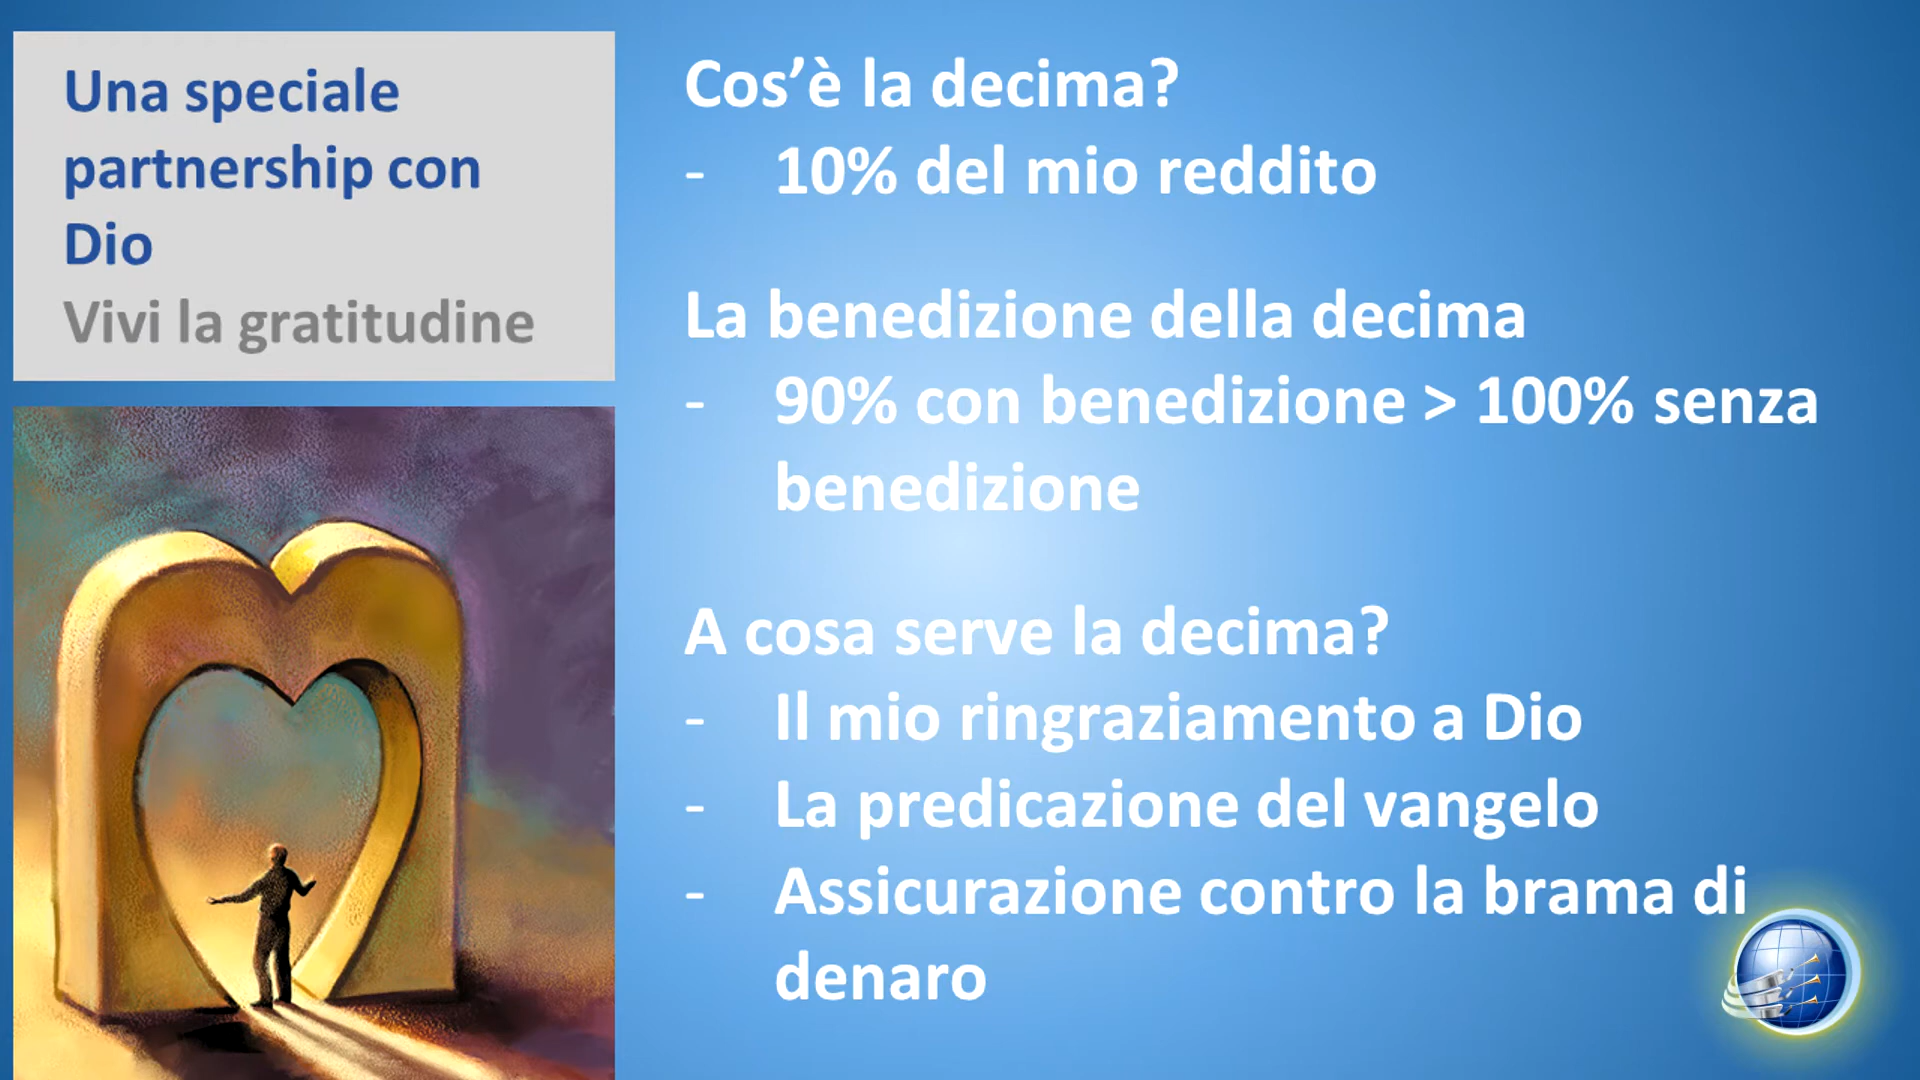 Una speciale
partnership con
Dio
Vivi la gratitudine
Cos’è la decima?
- 10% del mio reddito
La benedizione della decima
- 90% con benedizione > 100% senza
benedizione
A cosa serve la decima?
- Il mio ringraziamento a Dio
- La predicazione del vangelo
- Assicurazione contro la brama di
denaro